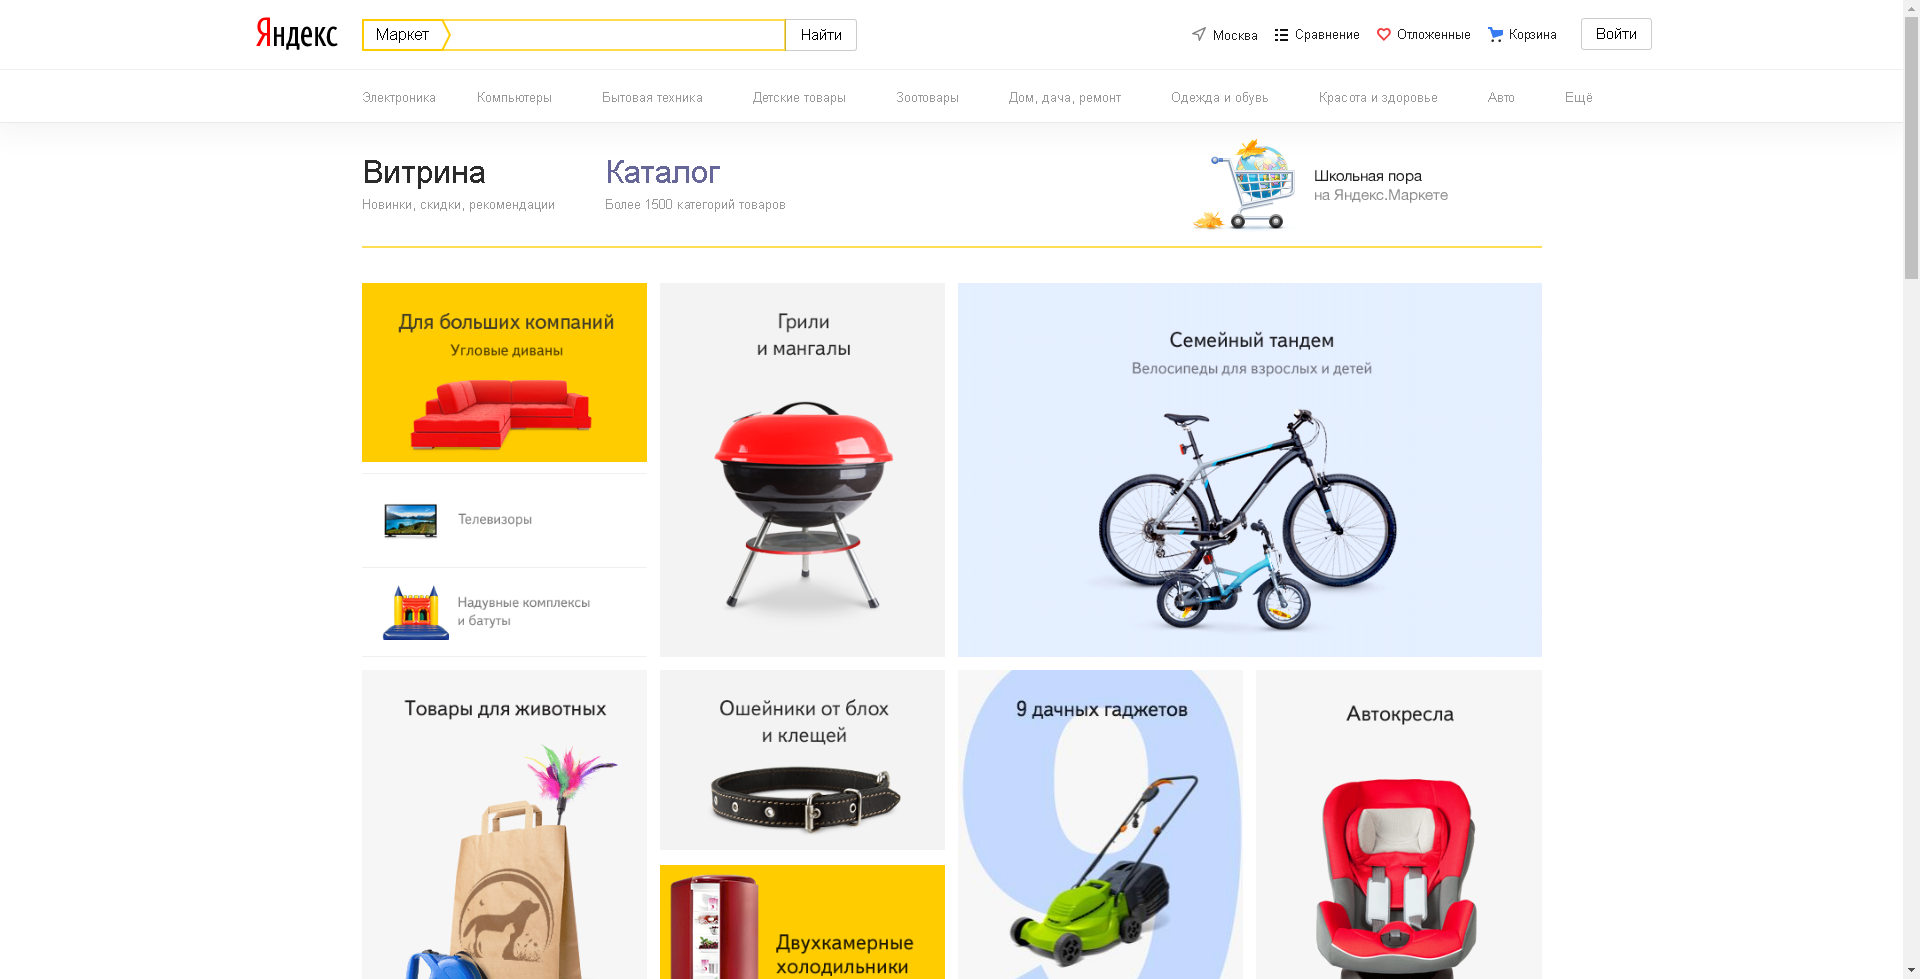 Яндекс
Маркет
Найти
Москва
Сравнение
Отложенные
Корзина
Войти
Электроника
Компьютеры
Бытовая техника
Детские товары
Зоотовары
Дом, дача, ремонт
Одежда и обувь
Красота и здоровье
Авто
Ещё
Витрина
Новинки, скидки, рекомендации
Каталог
Более 1500 категорий товаров
Школьная пора
на Яндекс.Маркете
Для больших компаний
Угловые диваны
Грили
и мангалы
Семейный тандем
Велосипеды для взрослых и детей
Телевизоры
Надувные комплексы
и батуты
Товары для животных
Ошейники от блох
и клещей
9 дачных гаджетов
9
Автокресла
Двухкамерные
холодильники